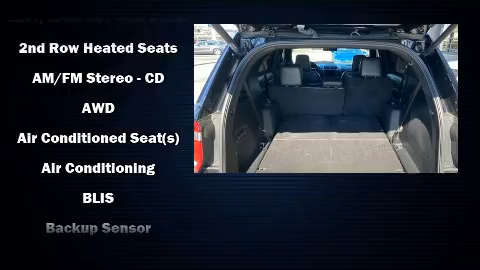 2nd Row Heated Seats
AM/FM Stereo - CD
AWD
Air Conditioned Seat(s)
Air Conditioning
BLIS
Backup Sensor